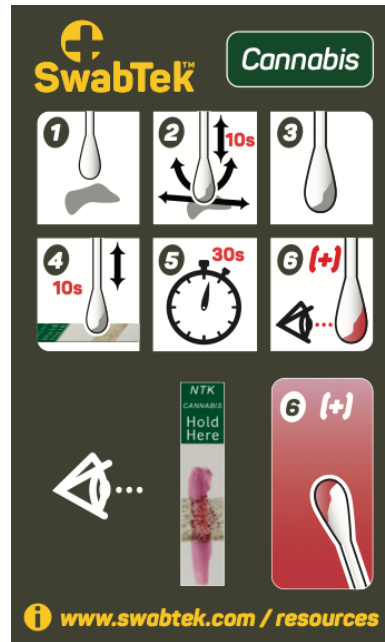 SwabTek™
Cannabis
1
2
10s
3
4
10s
5
30s
6 (+)
NTK
CANNABIS
Hold
Here
6 (+)
i www.swabtek.com / resources